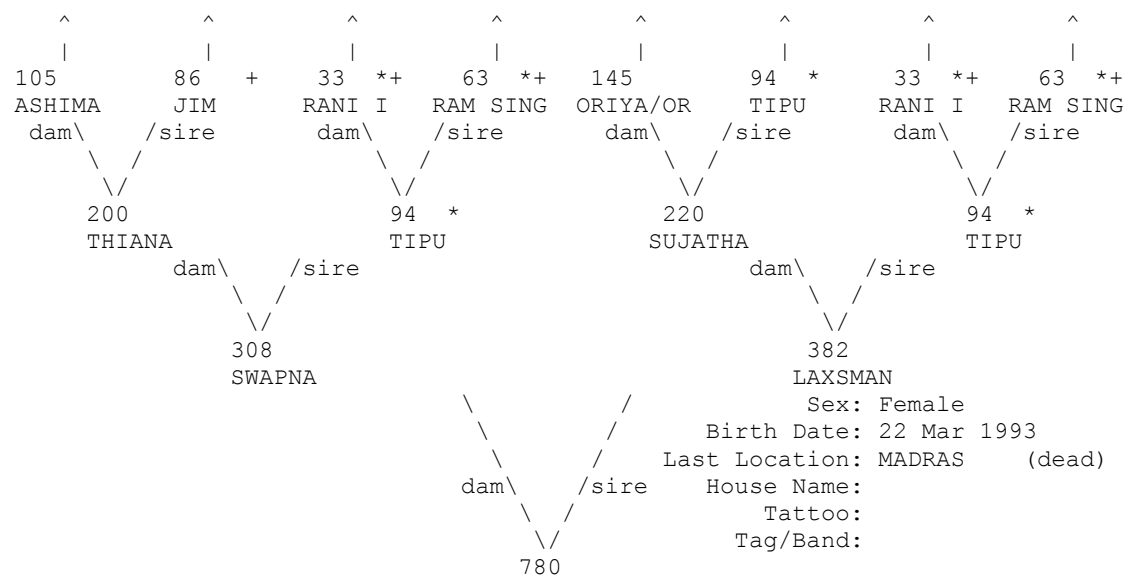 ^ ^ ^ ^ ^ ^ ^ ^
| | | | | | | |
105 86 + 33 *+ 63 *+ 145 94 * 33 *+ 63 *+
ASHIMA JIM RANI I RAM SING ORIYA/OR TIPU RANI I RAM SING
dam\ /sire dam\ /sire dam\ /sire dam\ /sire
\ / \ / \ / \ /
\/ \/ \/ \/
200 94 * 220 94 *
THIANA TIPU SUJATHA TIPU
dam\ /sire dam\ /sire
\ / \ /
\/ \/
308 382
SWAPNA LAXSMAN
\ / Sex: Female
\ / Birth Date: 22 Mar 1993
\ / Last Location: MADRAS (dead)
dam\ /sire House Name:
\ / Tattoo:
\/ Tag/Band:
780